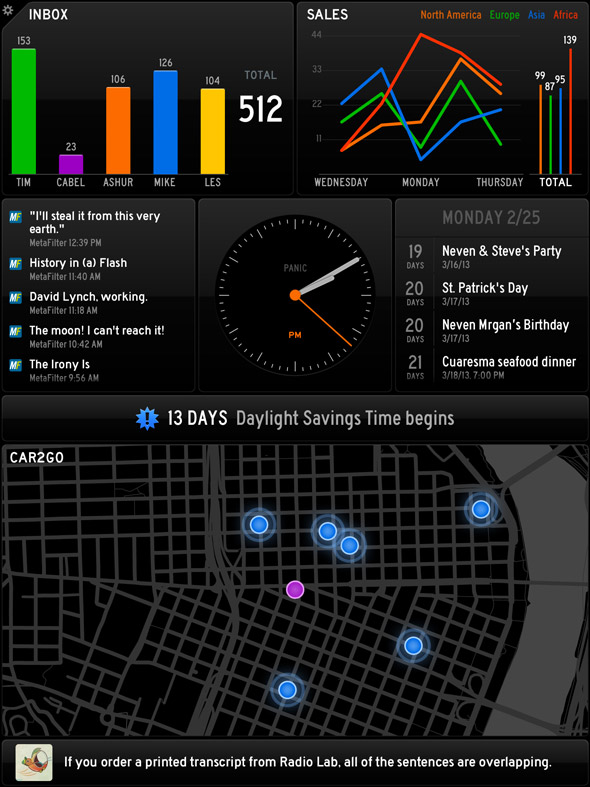 INBOX
153
23
106
126
104
TIM
CABEL
ASHUR
MIKE
LES
TOTAL
512
SALES
North America Europe Asia Africa
44
33
22
11
WEDNESDAY MONDAY THURSDAY
99
87
95
139
TOTAL
MF "I'll steal it from this very
earth."
MetaFilter 12:39 PM
MF History in (a) Flash
MetaFilter 11:40 AM
MF David Lynch, working.
MetaFilter 11:18 AM
MF The moon! I can't reach it!
MetaFilter 10:42 AM
MF The Irony Is
MetaFilter 9:56 AM
PANIC
PM
MONDAY 2/25
19 DAYS Neven & Steve's Party
3/16/13
20 DAYS St. Patrick's Day
3/17/13
20 DAYS Neven Mrgan's Birthday
3/17/13
21 DAYS Cuaresma seafood dinner
3/18/13, 7:00 PM
! 13 DAYS Daylight Savings Time begins
CAR2GO
If you order a printed transcript from Radio Lab, all of the sentences are overlapping.